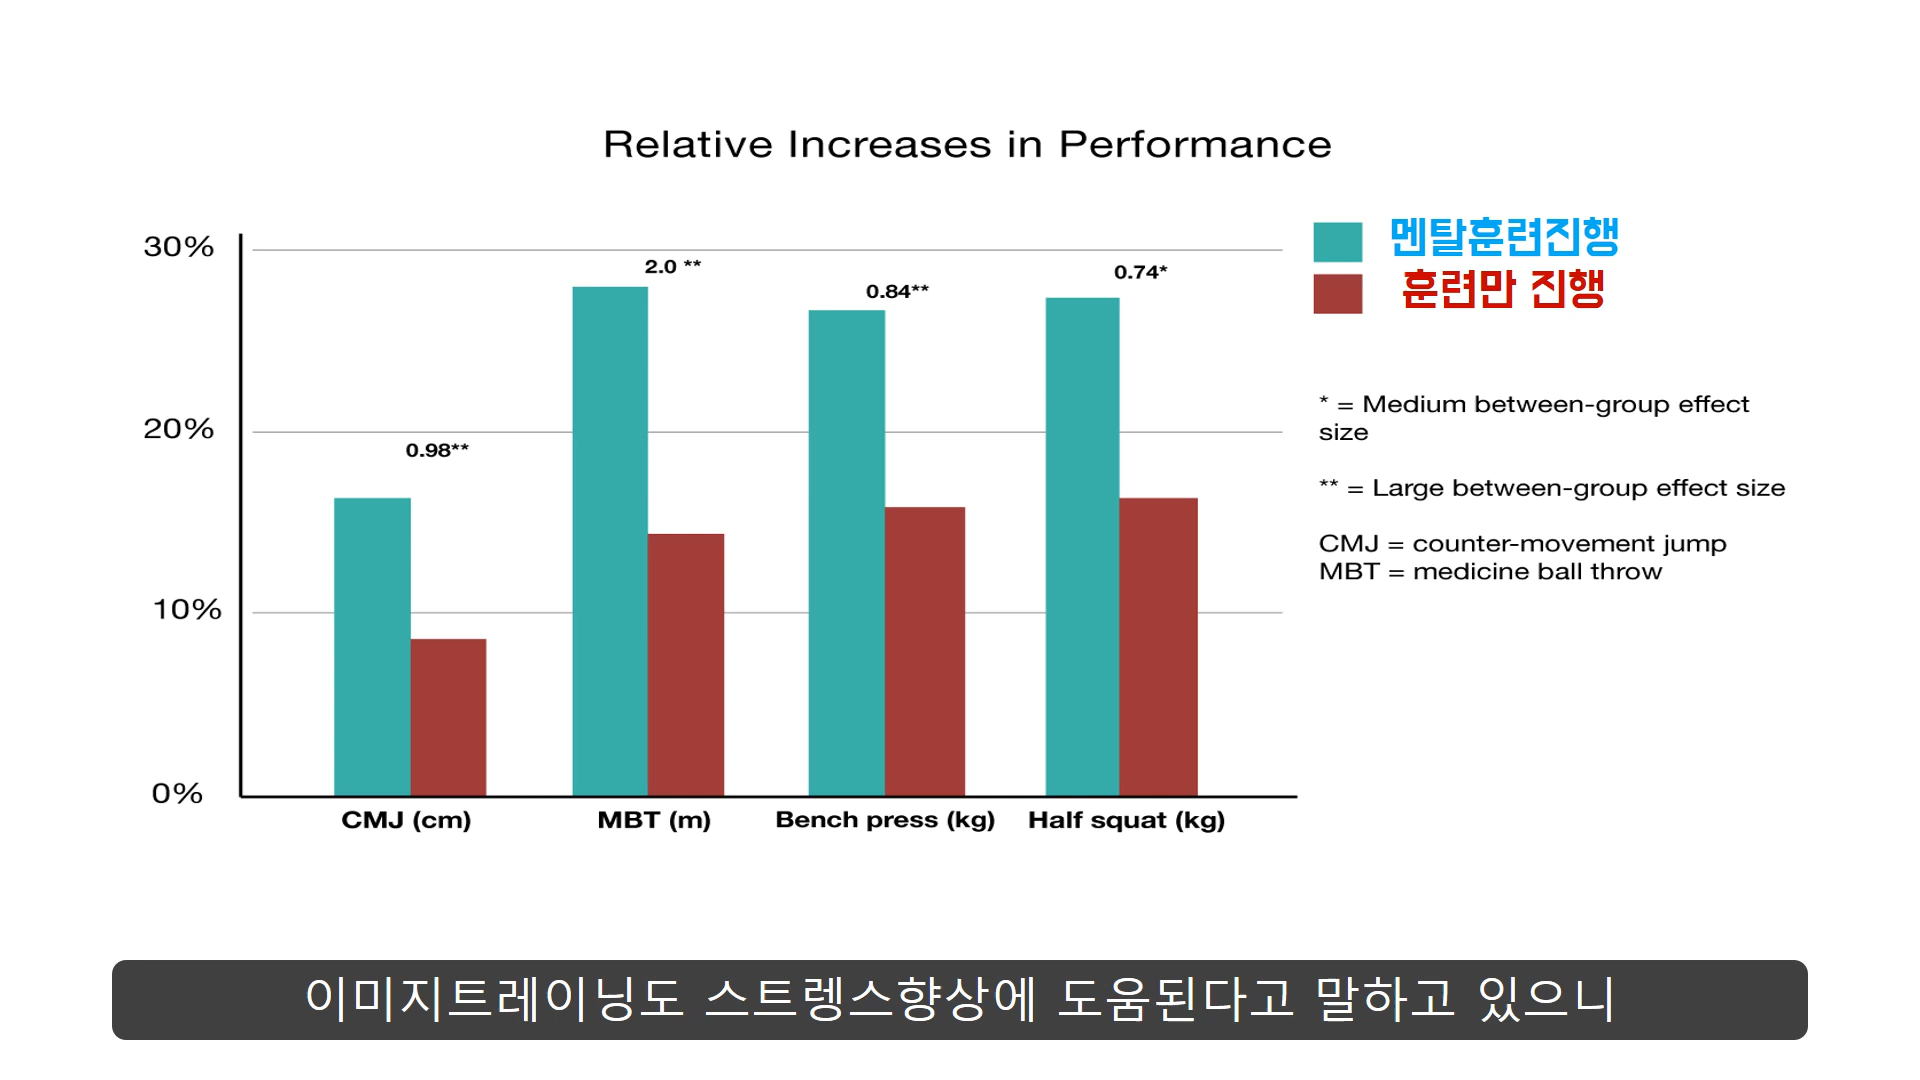 Relative Increases in Performance
30%
20%
10%
0%
0.98**
2.0 **
0.84**
0.74*
CMJ (cm)
MBT (m)
Bench press (kg)
Half squat (kg)
멘탈훈련진행
훈련만 진행
* = Medium between-group effect
size
** = Large between-group effect size
CMJ = counter-movement jump
MBT = medicine ball throw
이미지트레이닝도 스트렝스향상에 도움된다고 말하고 있으니